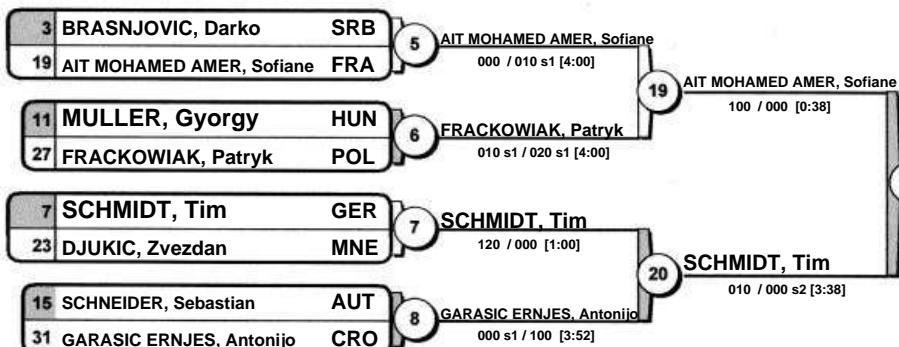 3 BRASNJOVIC, Darko SRB
19 AIT MOHAMED AMER, Sofiane FRA
5
AIT MOHAMED AMER, Sofiane
000 / 010 s1 [4:00]
11 MULLER, Gyorgy HUN
27 FRACKOWIAK, Patryk POL
6
FRACKOWIAK, Patryk
010 s1 / 020 s1 [4:00]
19
AIT MOHAMED AMER, Sofiane
100 / 000 [0:38]
7 SCHMIDT, Tim GER
23 DJUKIC, Zvezdan MNE
7
SCHMIDT, Tim
120 / 000 [1:00]
15 SCHNEIDER, Sebastian AUT
31 GARASIC ERNJES, Antonijo CRO
8
GARASIC ERNJES, Antonijo
000 s1 / 100 [3:52]
20
SCHMIDT, Tim
010 / 000 s2 [3:38]